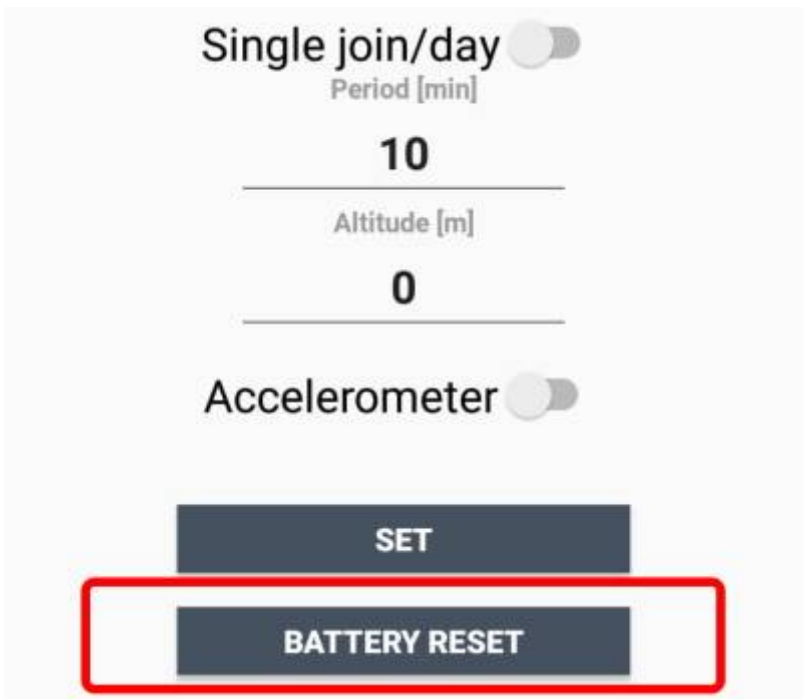 Single join/day
Period [min]
10
Altitude [m]
0
Accelerometer
SET
BATTERY RESET